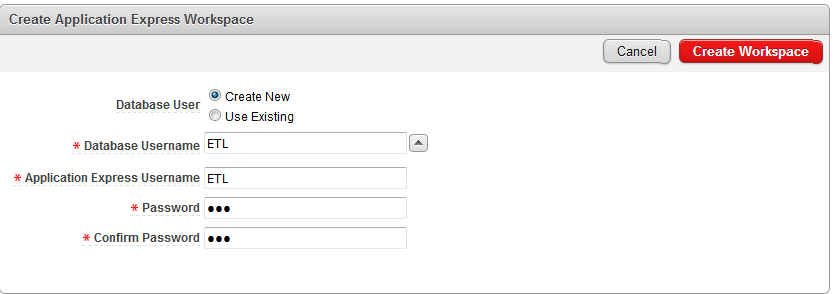 Create Application Express Workspace
Cancel Create Workspace
Database User Create New
Use Existing
* Database Username ETL
* Application Express Username ETL
* Password •••
* Confirm Password •••